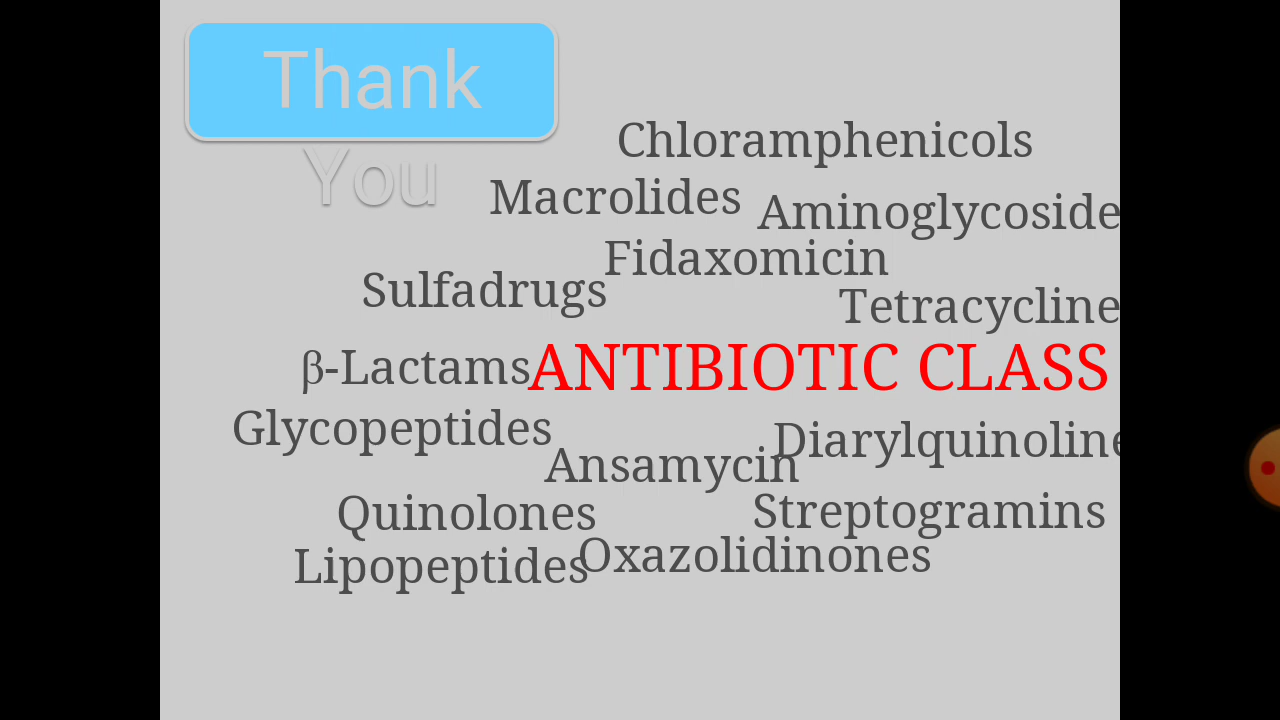 Thank
You
Chloramphenicols
Macrolides
Aminoglycoside
Fidaxomicin
Sulfadrugs
Tetracycline
β-Lactams
ANTIBIOTIC CLASS
Glycopeptides
Diarylquinoline
Ansamycin
Quinolones
Streptogramins
Oxazolidinones
Lipopeptides